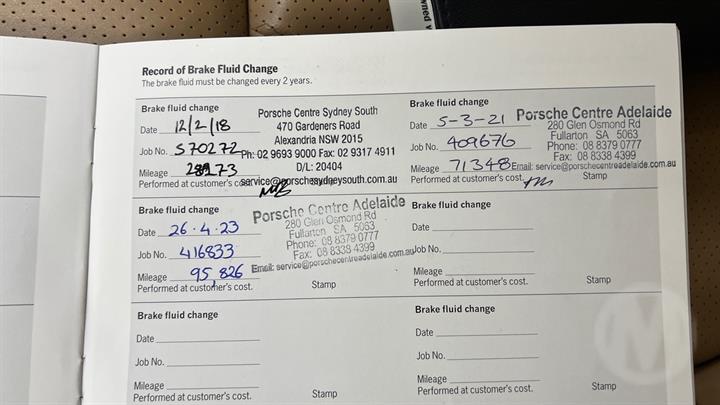 owned v
Record of Brake Fluid Change
The brake fluid must be changed every 2 years.
Brake fluid change
Date 12/2/18
Job No. 570272
Mileage
Performed at customer's cost.
Porsche Centre Sydney South
470 Gardeners Road
Alexandria NSW 2015
Ph: 02 9693 9000 Fax: 02 9317 4911
D/L: 20404
service@porschesydneysouth.com.au
Brake fluid change
Date 5-3-21
Job No. 409676
Mileage 71348
Performed at customer's cost.
Stamp
Porsche Centre Adelaide
280 Glen Osmond Rd
Fullarton SA 5063
Phone: 08 8379 0777
Fax: 08 8338 4399
Email: service@porschecentreadelaide.com.au
Brake fluid change
Date 26.4.23
Job No. 416833
Mileage 95,826
Performed at customer's cost.
Stamp
Porsche Centre Adelaide
280 Glen Osmond Rd
Fullarton SA 5063
Phone: 08 8379 0777
Fax: 08 8338 4399
Email: service@porschecentreadelaide.com.au
Brake fluid change
Date
Job No.
Mileage
Performed at customer's cost.
Stamp
Brake fluid change
Date
Job No.
Mileage
Performed at customer's cost.
Stamp
Brake fluid change
Date
Job No.
Mileage
Performed at customer's cost.
Stamp
M